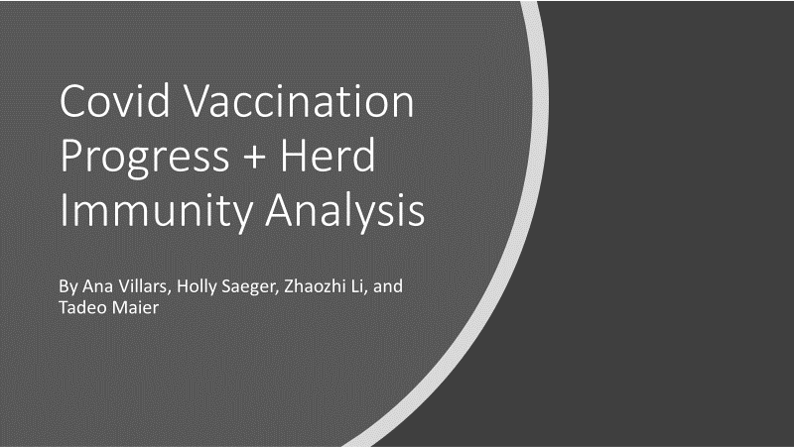 Covid Vaccination
Progress + Herd
Immunity Analysis
By Ana Villars, Holly Saeger, Zhaozhi Li, and
Tadeo Maier